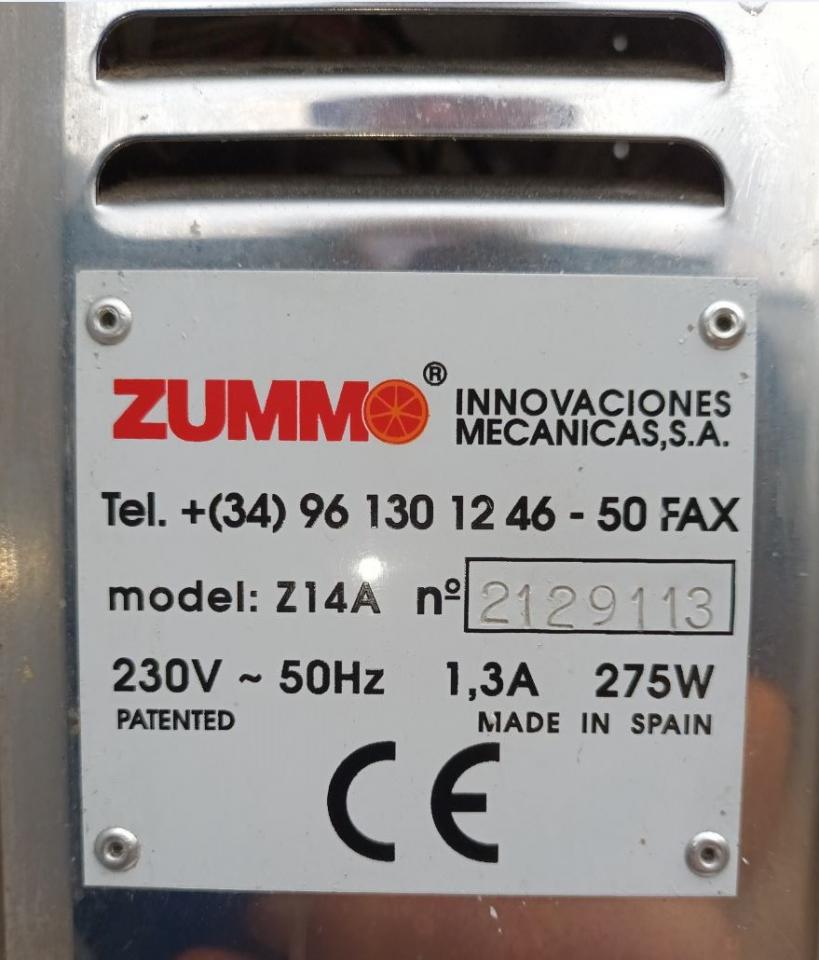 ZUMMO® INNOVACIONES
MECANICAS,S.A.
Tel. +(34) 96 130 12 46 - 50 FAX
model: Z14A nº 2129113
230V ~ 50Hz 1,3A 275W
PATENTED MADE IN SPAIN
CE